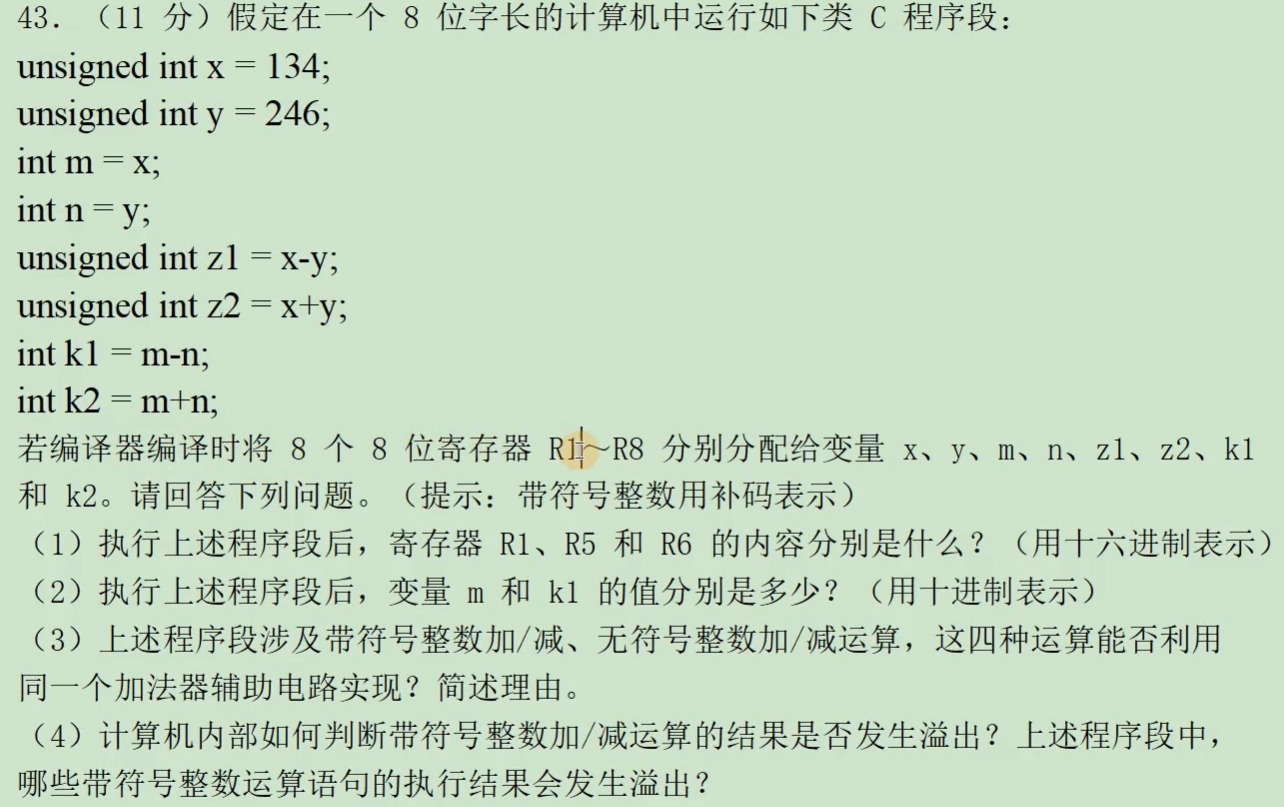 43. （11 分）假定在一个 8 位字长的计算机中运行如下类 C 程序段：
unsigned int x = 134;
unsigned int y = 246;
int m = x;
int n = y;
unsigned int z1 = x-y;
unsigned int z2 = x+y;
int k1 = m-n;
int k2 = m+n;
若编译器编译时将 8 个 8 位寄存器 R1～R8 分别分配给变量 x、y、m、n、z1、z2、k1
和 k2。请回答下列问题。（提示：带符号整数用补码表示）
（1）执行上述程序段后，寄存器 R1、R5 和 R6 的内容分别是什么？（用十六进制表示）
（2）执行上述程序段后，变量 m 和 k1 的值分别是多少？（用十进制表示）
（3）上述程序段涉及带符号整数加/减、无符号整数加/减运算，这四种运算能否利用
同一个加法器辅助电路实现？简述理由。
（4）计算机内部如何判断带符号整数加/减运算的结果是否发生溢出？上述程序段中，
哪些带符号整数运算语句的执行结果会发生溢出？